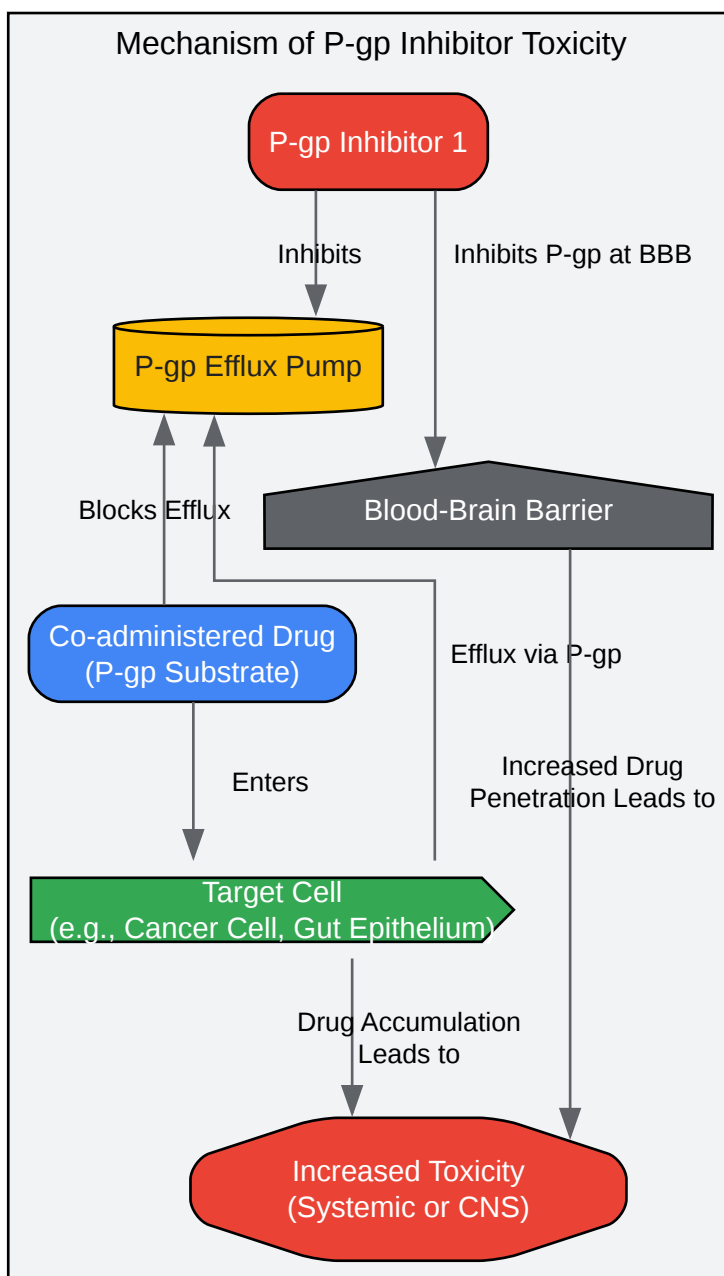 Mechanism of P-gp Inhibitor Toxicity
P-gp Inhibitor 1
Inhibits
Inhibits P-gp at BBB
P-gp Efflux Pump
Blocks Efflux
Blood-Brain Barrier
Co-administered Drug
(P-gp Substrate)
Efflux via P-gp
Enters
Increased Drug
Penetration Leads to
Target Cell
(e.g., Cancer Cell, Gut Epithelium)
Drug Accumulation
Leads to
Increased Toxicity
(Systemic or CNS)